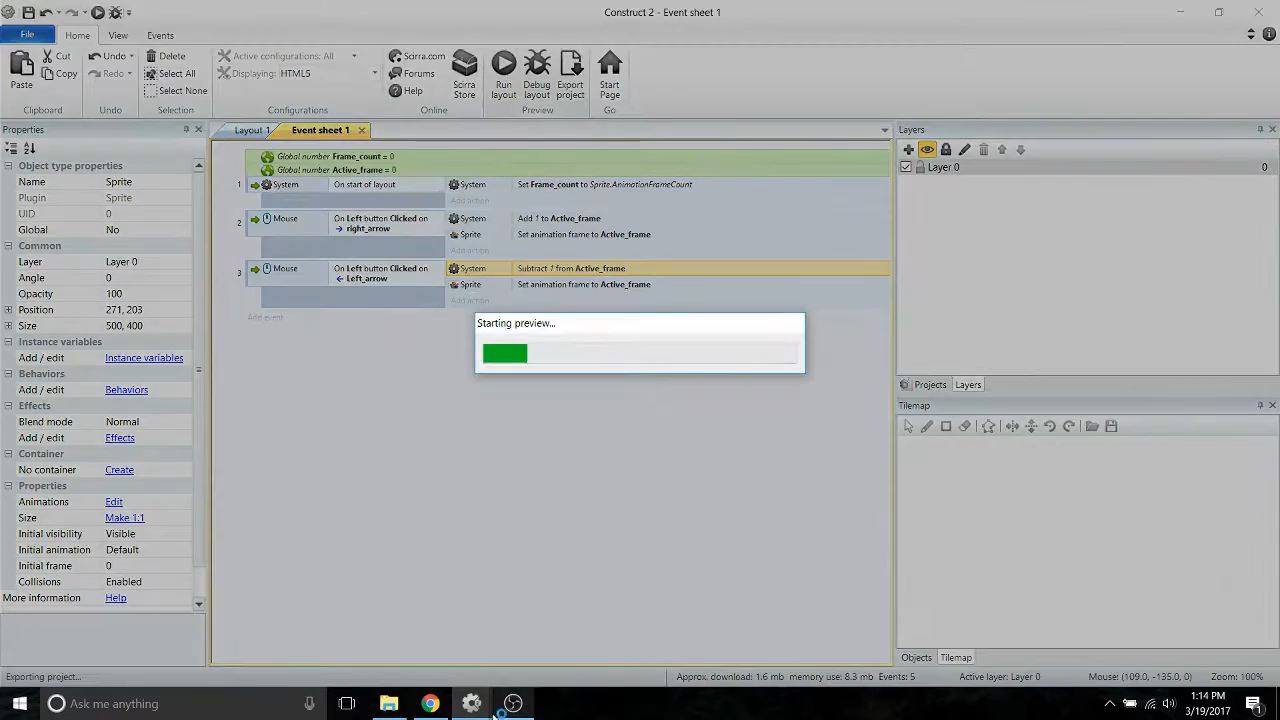 Construct 2 - Event sheet 1
File
Home
View
Events
Paste
Cut
Copy
Clipboard
Undo
Redo
Undo
Delete
Select All
Select None
Selection
Active configurations: All
Displaying: HTML5
Configurations
Scirra.com
Forums
Help
Scirra
Store
Online
Run
layout
Debug
layout
Export
project
Preview
Start
Page
Go
Properties
Object type properties
Name Sprite
Plugin Sprite
UID 0
Global No
Common
Layer Layer 0
Angle 0
Opacity 100
Position 271, 203
Size 500, 400
Instance variables
Add / edit Instance variables
Behaviors
Add / edit Behaviors
Effects
Blend mode Normal
Add / edit Effects
Container
No container Create
Properties
Animations Edit
Size Make 1:1
Initial visibility Visible
Initial animation Default
Initial frame 0
Collisions Enabled
More information Help
Layout 1
Event sheet 1
Global number Frame_count = 0
Global number Active_frame = 0
1 System On start of layout System Set Frame_count to Sprite.AnimationFrameCount
Add action
2 Mouse On Left button Clicked on right_arrow System Add 1 to Active_frame
Sprite Set animation frame to Active_frame
Add action
3 Mouse On Left button Clicked on Left_arrow System Subtract 1 from Active_frame
Sprite Set animation frame to Active_frame
Add action
Add event
Starting preview...
Layers
Layer 0 0
Projects
Layers
Tilemap
Objects
Tilemap
Exporting project...
Approx. download: 1.6 mb
memory use: 8.3 mb
Events: 5
Active layer: Layer 0
Mouse: (109.0, -135.0, 0)
Zoom: 100%
Ask me anything
1:14 PM
3/19/2017
1